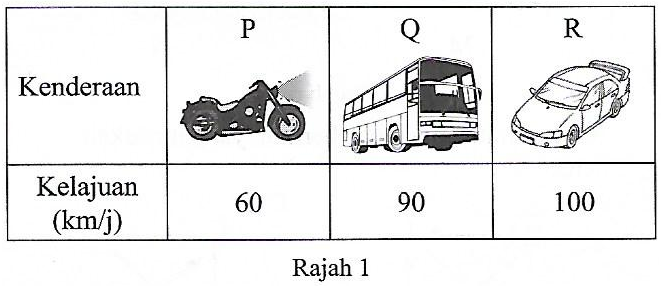 P Q R
Kenderaan
Kelajuan
(km/j) 60 90 100
Rajah 1